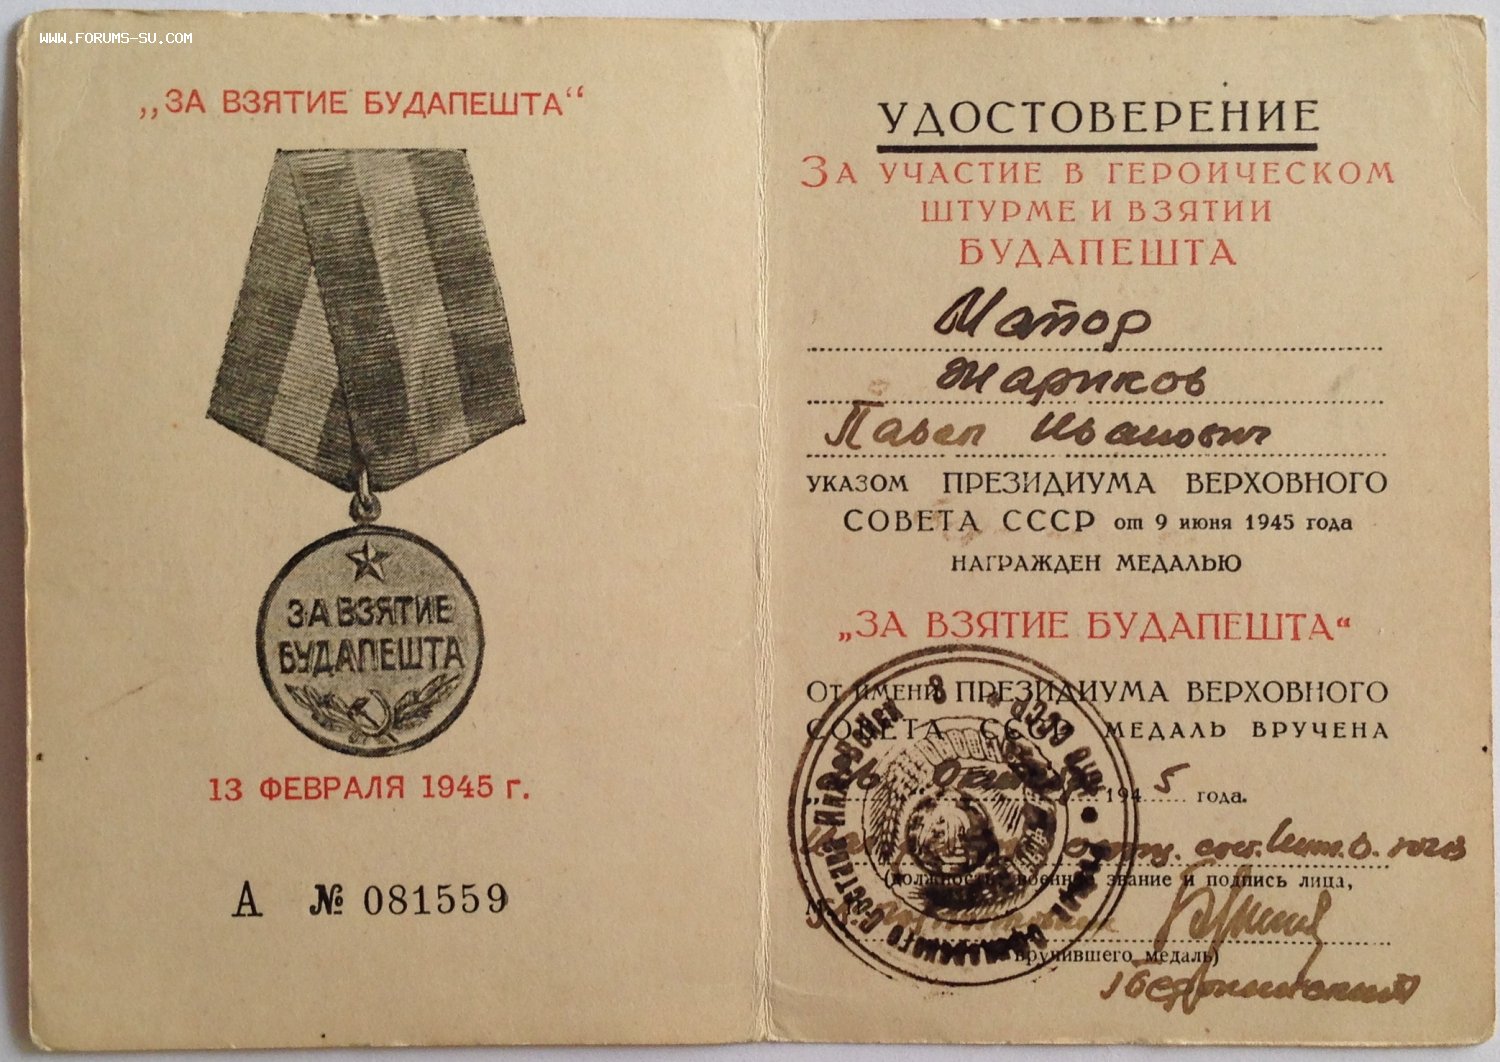 WWW.FORUMS-SU.COM
„ЗА ВЗЯТИЕ БУДАПЕШТА“
ЗА ВЗЯТИЕ
БУДАПЕШТА
13 ФЕВРАЛЯ 1945 г.
А № 081559
УДОСТОВЕРЕНИЕ
ЗА УЧАСТИЕ В ГЕРОИЧЕСКОМ
ШТУРМЕ И ВЗЯТИИ
БУДАПЕШТА
Майор
Жариков
Павел Иванович
УКАЗОМ ПРЕЗИДИУМА ВЕРХОВНОГО
СОВЕТА СССР от 9 июня 1945 года
НАГРАЖДЕН МЕДАЛЬЮ
„ЗА ВЗЯТИЕ БУДАПЕШТА“
ОТ ИМЕНИ ПРЕЗИДИУМА ВЕРХОВНОГО
СОВЕТА СССР МЕДАЛЬ ВРУЧЕНА
1945 года.
(должность, военное звание и подпись лица,
вручившего медаль)